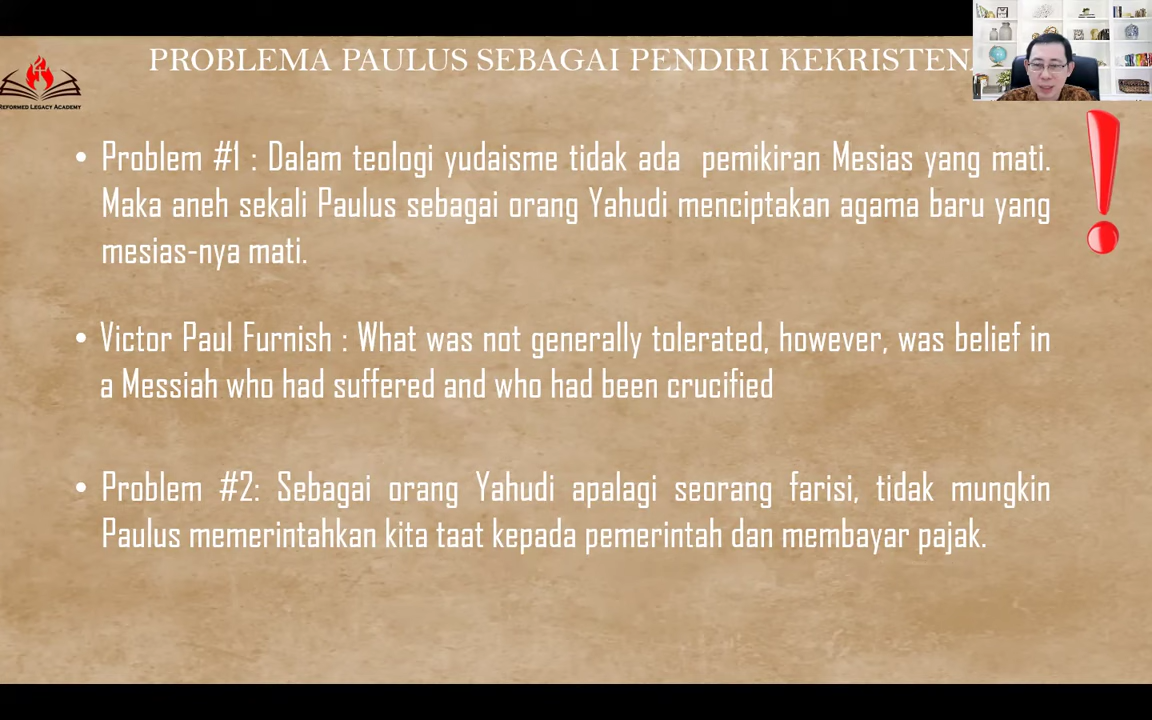 PROBLEMA PAULUS SEBAGAI PENDIRI KEKRISTEN
REFORMED LEGACY ACADEMY
• Problem #1 : Dalam teologi yudaisme tidak ada pemikiran Mesias yang mati.
Maka aneh sekali Paulus sebagai orang Yahudi menciptakan agama baru yang
mesias-nya mati.
• Victor Paul Furnish : What was not generally tolerated, however, was belief in
a Messiah who had suffered and who had been crucified
• Problem #2: Sebagai orang Yahudi apalagi seorang farisi, tidak mungkin
Paulus memerintahkan kita taat kepada pemerintah dan membayar pajak.